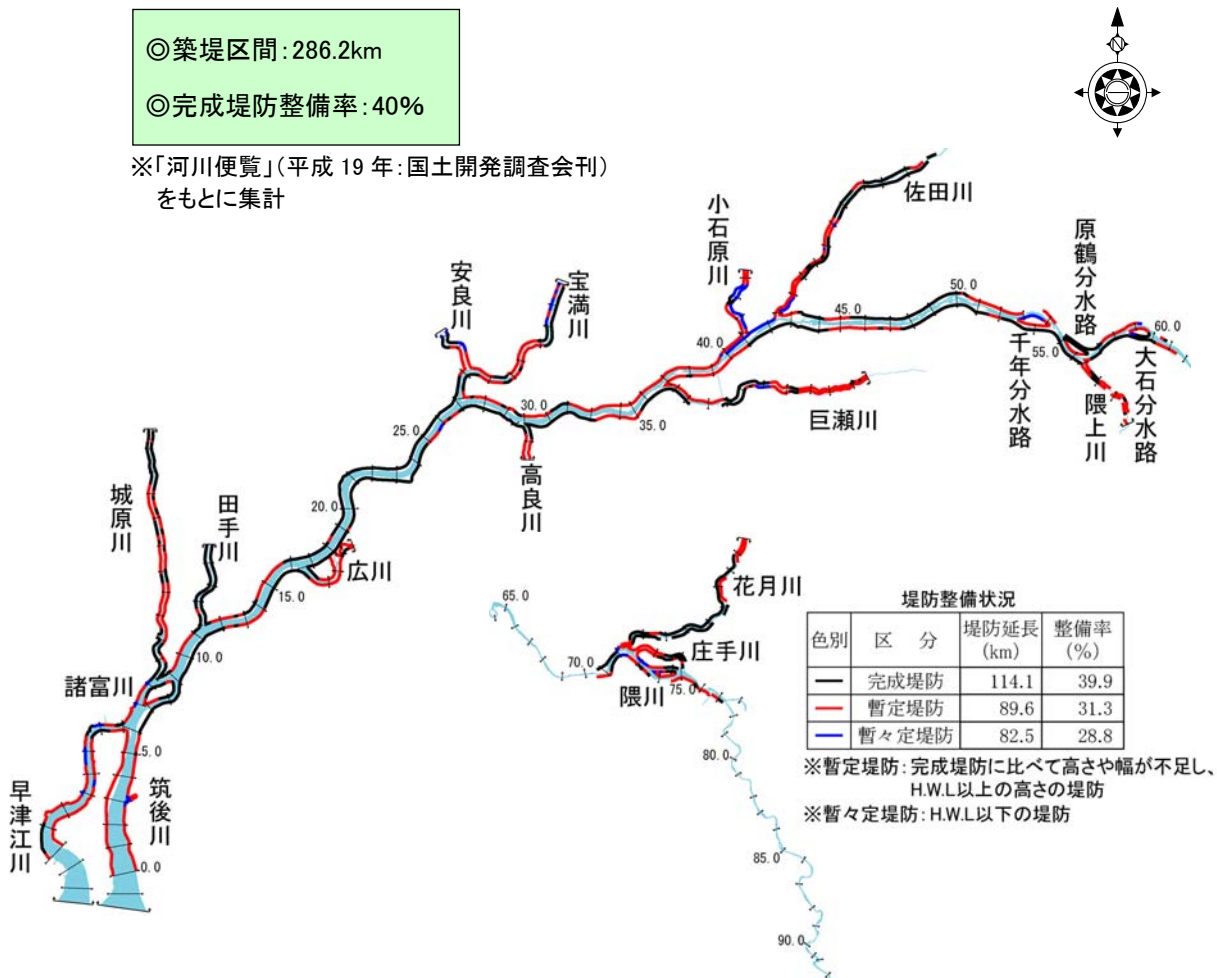 ◎築堤区間:286.2km
◎完成堤防整備率:40%
※「河川便覧」(平成 19 年:国土開発調査会刊)
をもとに集計
N
佐田川
小石原川
原鶴分水路
宝満川
安良川
50.0
45.0
60.0
40.0
55.0
千年分水路
大石分水路
隈上川
巨瀬川
30.0
35.0
25.0
高良川
城原川
田手川
20.0
広川
15.0
花月川
65.0
10.0
庄手川
70.0
75.0
隈川
諸富川
5.0
80.0
早津江川
筑後川
0.0
85.0
90.0
堤防整備状況
色別 区 分 堤防延長(km) 整備率(%)
完成堤防 114.1 39.9
暫定堤防 89.6 31.3
暫々定堤防 82.5 28.8
※暫定堤防:完成堤防に比べて高さや幅が不足し、
H.W.L以上の高さの堤防
※暫々定堤防:H.W.L以下の堤防